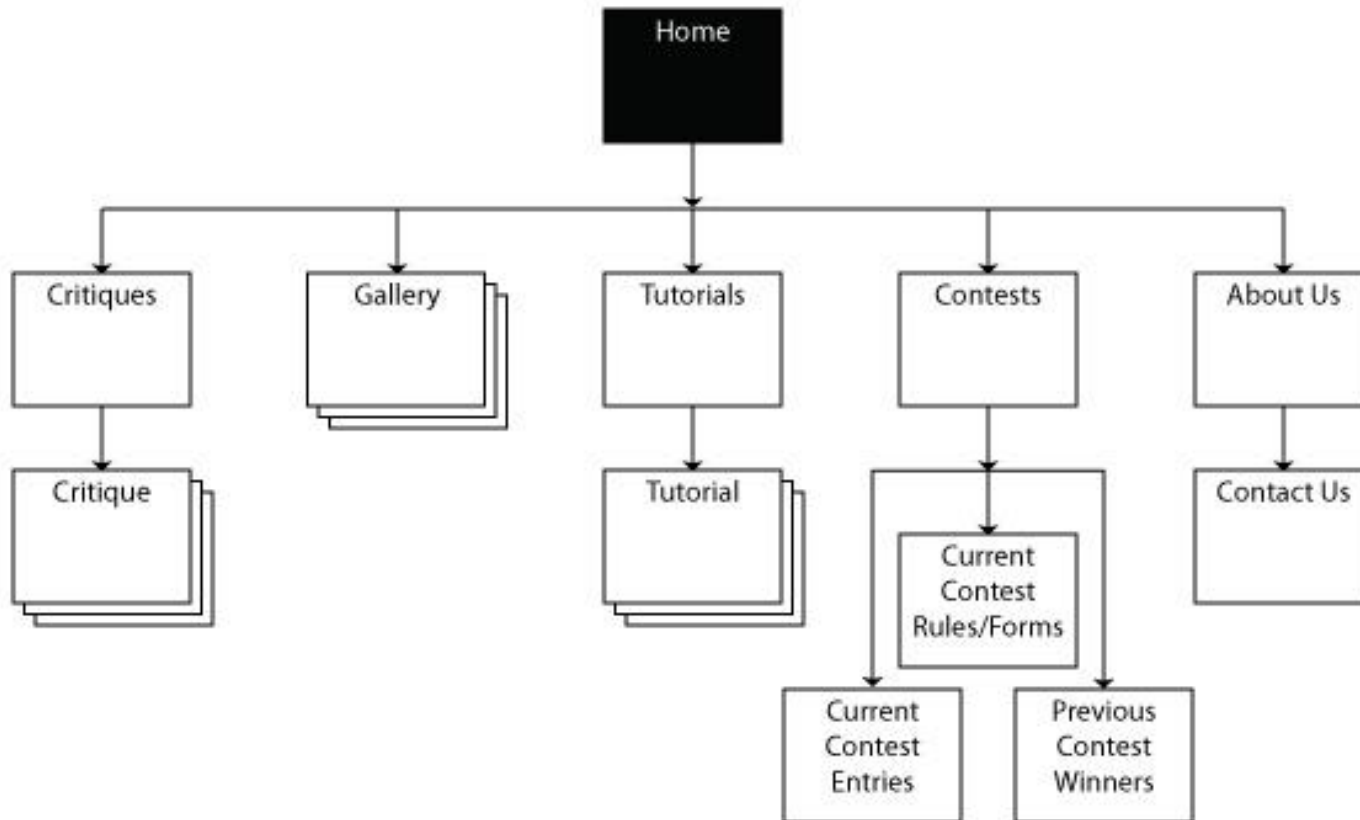 Home
Critiques
Gallery
Tutorials
Contests
About Us
Critique
Tutorial
Contact Us
Current
Contest
Rules/Forms
Current
Contest
Entries
Previous
Contest
Winners